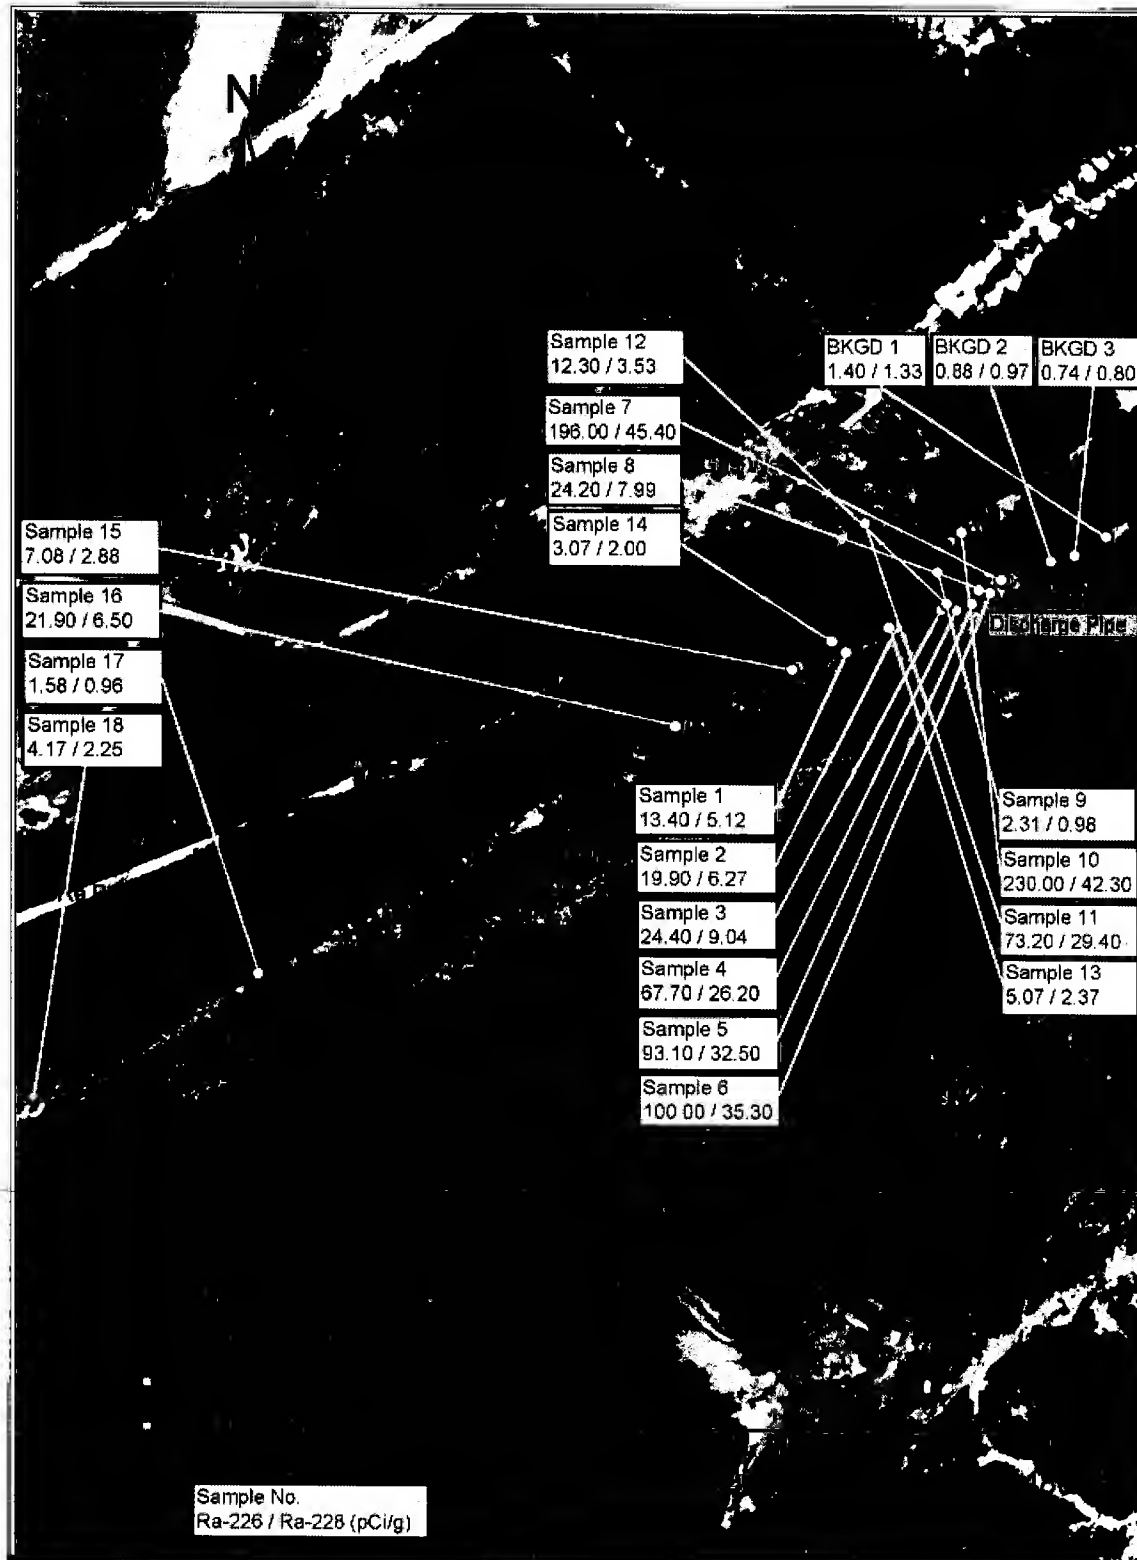 N
Sample 12
12.30 / 3.53
BKGD 1
1.40 / 1.33
BKGD 2
0.88 / 0.97
BKGD 3
0.74 / 0.80
Sample 7
196.00 / 45.40
Sample 8
24.20 / 7.99
Sample 14
3.07 / 2.00
Sample 15
7.08 / 2.88
Sample 16
21.90 / 6.50
Sample 17
1.58 / 0.96
Sample 18
4.17 / 2.25
Discharge Pipe
Sample 1
13.40 / 5.12
Sample 2
19.90 / 6.27
Sample 3
24.40 / 9.04
Sample 4
67.70 / 26.20
Sample 5
93.10 / 32.50
Sample 6
100 00 / 35.30
Sample 9
2.31 / 0.98
Sample 10
230.00 / 42.30
Sample 11
73.20 / 29.40
Sample 13
5.07 / 2.37
Sample No.
Ra-226 / Ra-228 (pCi/g)